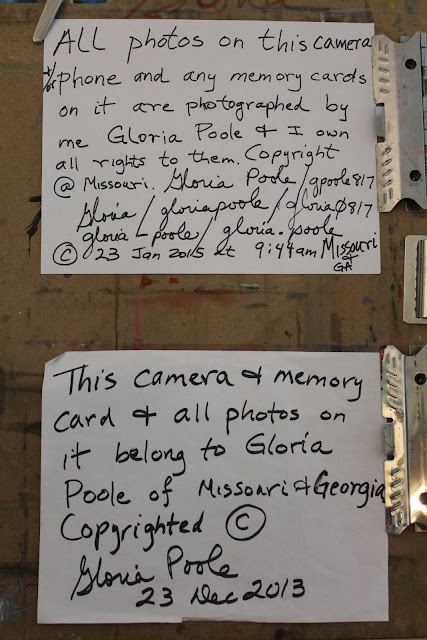 ALL photos on this camera
&/or phone and any memory cards
on it are photographed by
me Gloria Poole & I own
all rights to them. Copyright
@ Missouri. Gloria Poole / gpoole817
Gloria / gloriapoole / gloria0817
gloria-poole / gloria.poole
© 23 Jan 2015 at 9:44am Missouri
& GA
This camera & memory
card & all photos on
it belong to Gloria
Poole of Missouri & Georgia
Copyrighted ©
Gloria Poole
23 Dec 2013